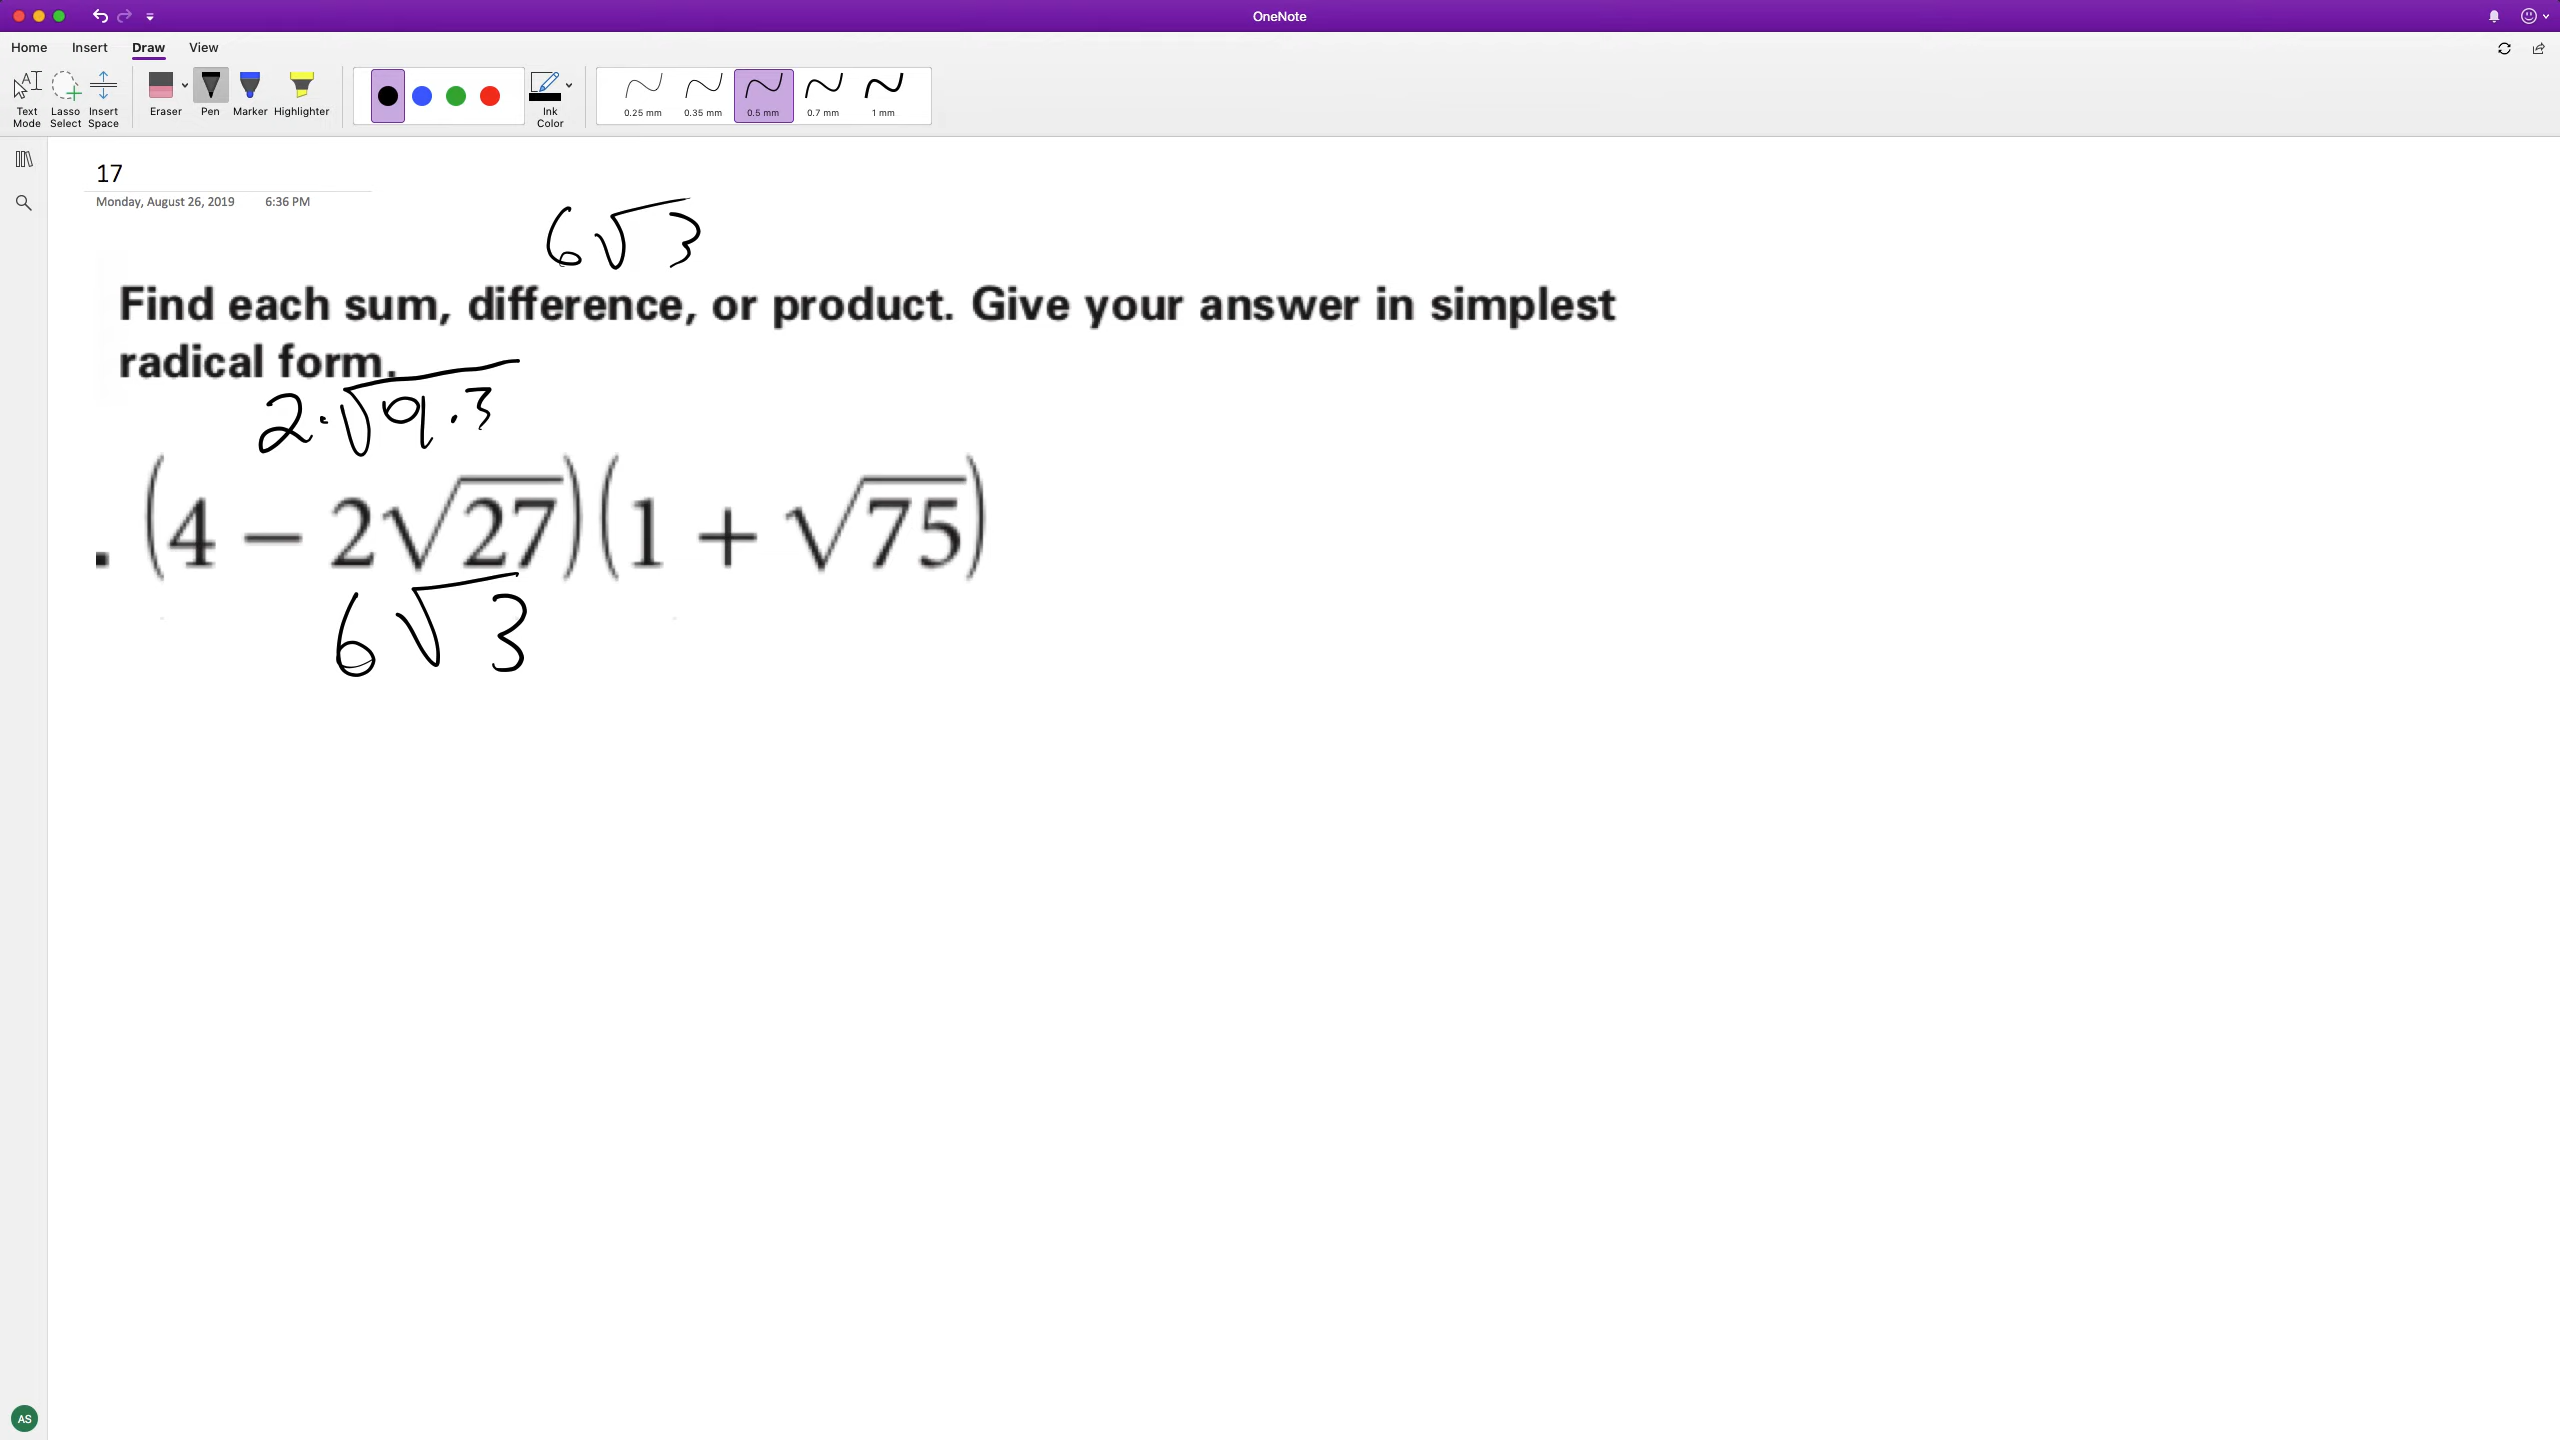 OneNote
Home Insert Draw View
Text Mode Lasso Select Insert Space Eraser Pen Marker Highlighter Ink Color 0.25 mm 0.35 mm 0.5 mm 0.7 mm 1 mm
17
Monday, August 26, 2019 6:36 PM
6√3
Find each sum, difference, or product. Give your answer in simplest
radical form.
2·√9·3
. (4 − 2√27)(1 + √75)
6√3
AS